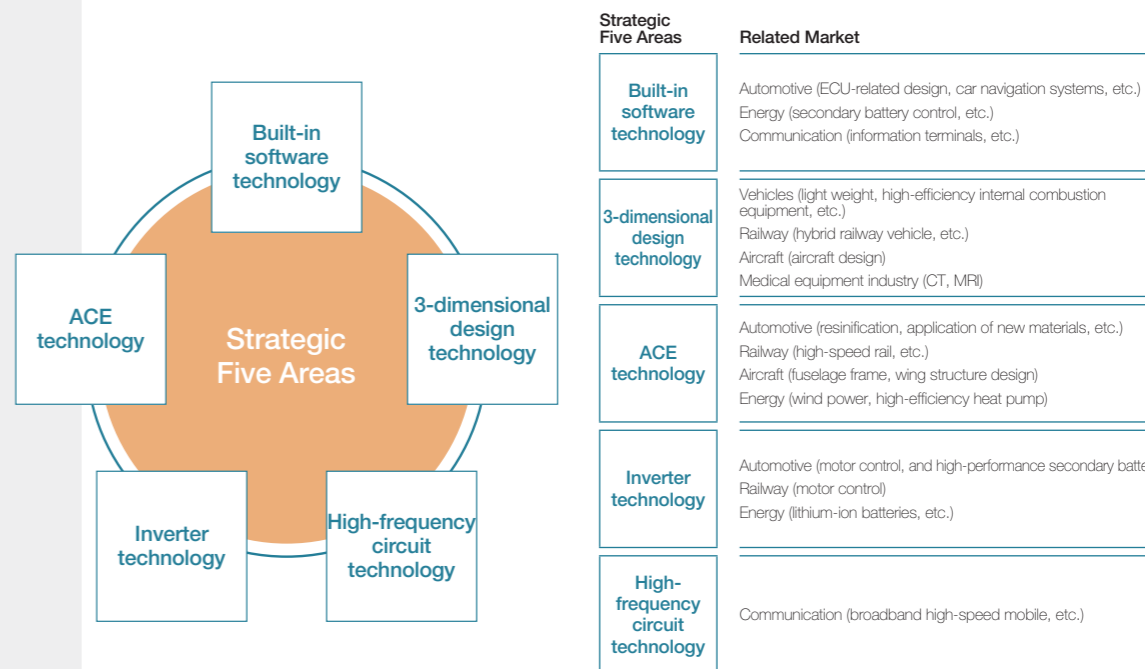 Built-in
software
technology
ACE
technology
3-dimensional
design
technology
Strategic
Five Areas
Inverter
technology
High-frequency
circuit
technology
Strategic
Five Areas
Related Market
Built-in
software
technology
Automotive (ECU-related design, car navigation systems, etc.)
Energy (secondary battery control, etc.)
Communication (information terminals, etc.)
3-dimensional
design
technology
Vehicles (light weight, high-efficiency internal combustion
equipment, etc.)
Railway (hybrid railway vehicle, etc.)
Aircraft (aircraft design)
Medical equipment industry (CT, MRI)
ACE
technology
Automotive (resinification, application of new materials, etc.)
Railway (high-speed rail, etc.)
Aircraft (fuselage frame, wing structure design)
Energy (wind power, high-efficiency heat pump)
Inverter
technology
Automotive (motor control, and high-performance secondary
Railway (motor control)
Energy (lithium-ion batteries, etc.)
High-
frequency
circuit
technology
Communication (broadband high-speed mobile, etc.)